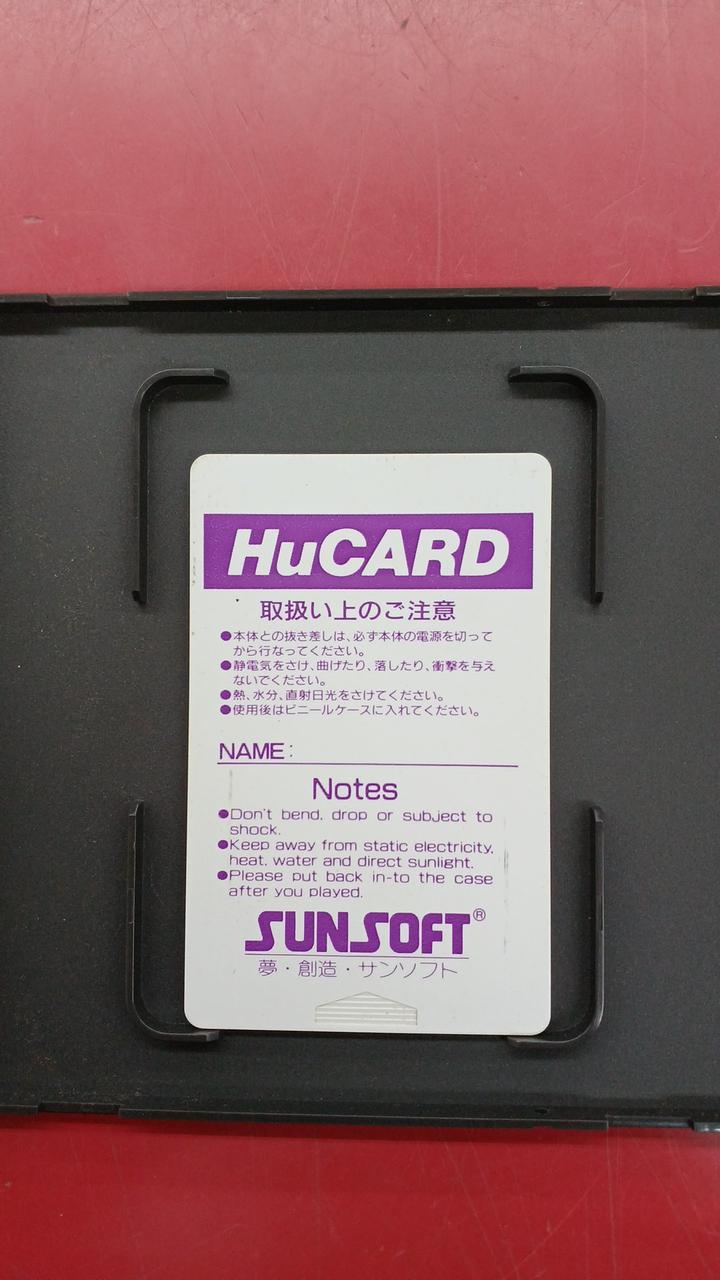 HuCARD
取扱い上のご注意
●本体との抜き差しは、必ず本体の電源を切って
から行なってください。
●静電気をさけ、曲げたり、落したり、衝撃を与え
ないでください。
●熱、水分、直射日光をさけてください。
●使用後はビニールケースに入れてください。
NAME:
Notes
●Don't bend, drop or subject to
shock.
●Keep away from static electricity,
heat, water and direct sunlight.
●Please put back in-to the case
after you played.
SUNSOFT®
夢・創造・サンソフト